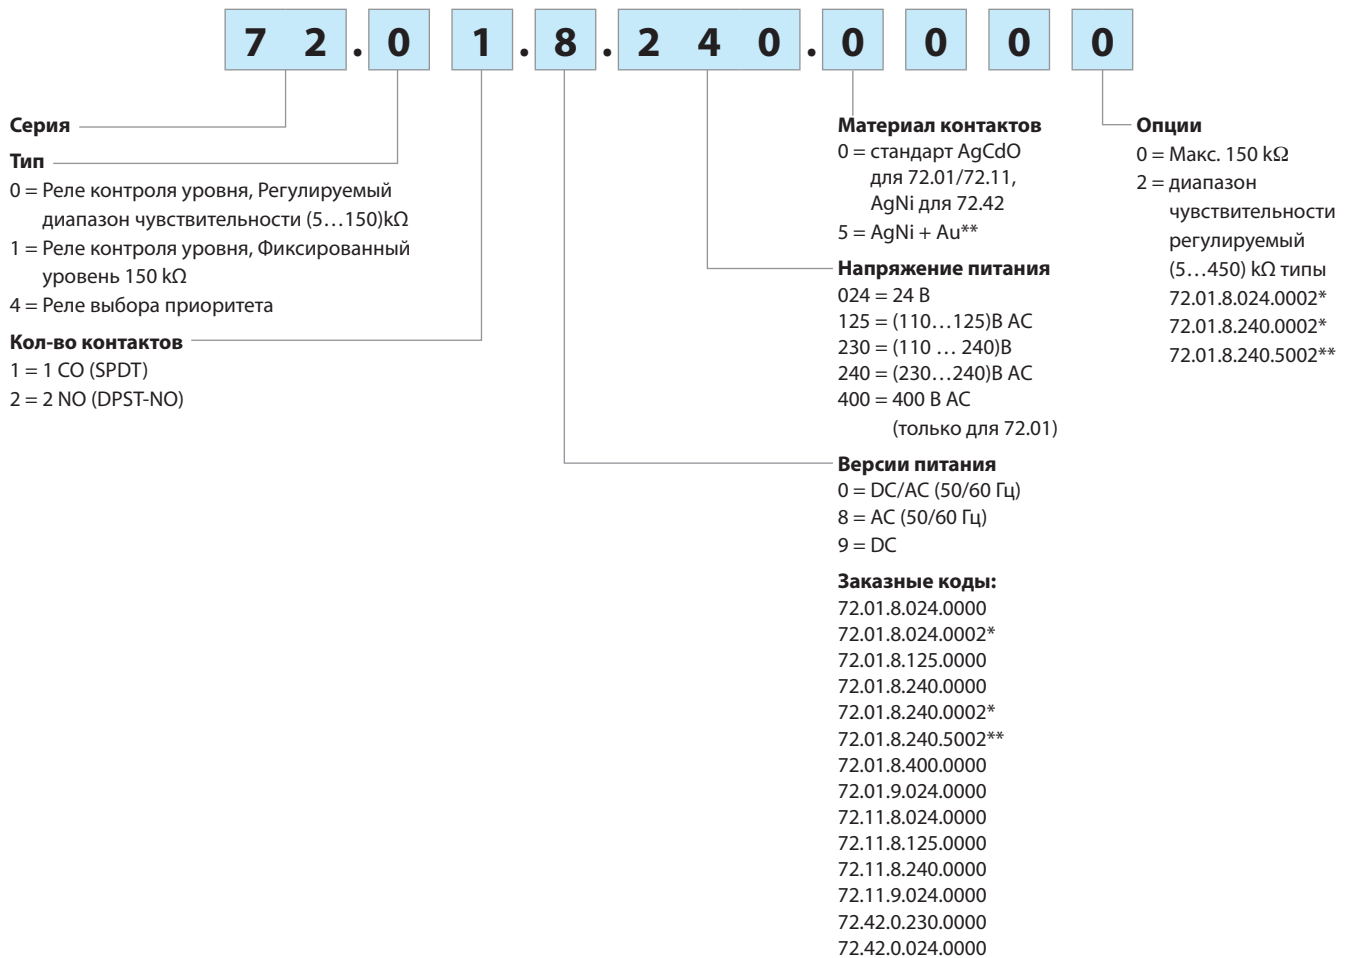 7 2 . 0 1 . 8 . 2 4 0 . 0 0 0 0
Серия
Тип
0 = Реле контроля уровня, Регулируемый
диапазон чувствительности (5…150)kΩ
1 = Реле контроля уровня, Фиксированный
уровень 150 kΩ
4 = Реле выбора приоритета
Кол-во контактов
1 = 1 CO (SPDT)
2 = 2 NO (DPST-NO)
Материал контактов
0 = стандарт AgCdO
для 72.01/72.11,
AgNi для 72.42
5 = AgNi + Au**
Напряжение питания
024 = 24 В
125 = (110…125)В AC
230 = (110 … 240)В
240 = (230…240)В AC
400 = 400 В AC
(только для 72.01)
Версии питания
0 = DC/AC (50/60 Гц)
8 = AC (50/60 Гц)
9 = DC
Заказные коды:
72.01.8.024.0000
72.01.8.024.0002*
72.01.8.125.0000
72.01.8.240.0000
72.01.8.240.0002*
72.01.8.240.5002**
72.01.8.400.0000
72.01.9.024.0000
72.11.8.024.0000
72.11.8.125.0000
72.11.8.240.0000
72.11.9.024.0000
72.42.0.230.0000
72.42.0.024.0000
Опции
0 = Макс. 150 kΩ
2 = диапазон
чувствительности
регулируемый
(5…450) kΩ типы
72.01.8.024.0002*
72.01.8.240.0002*
72.01.8.240.5002**